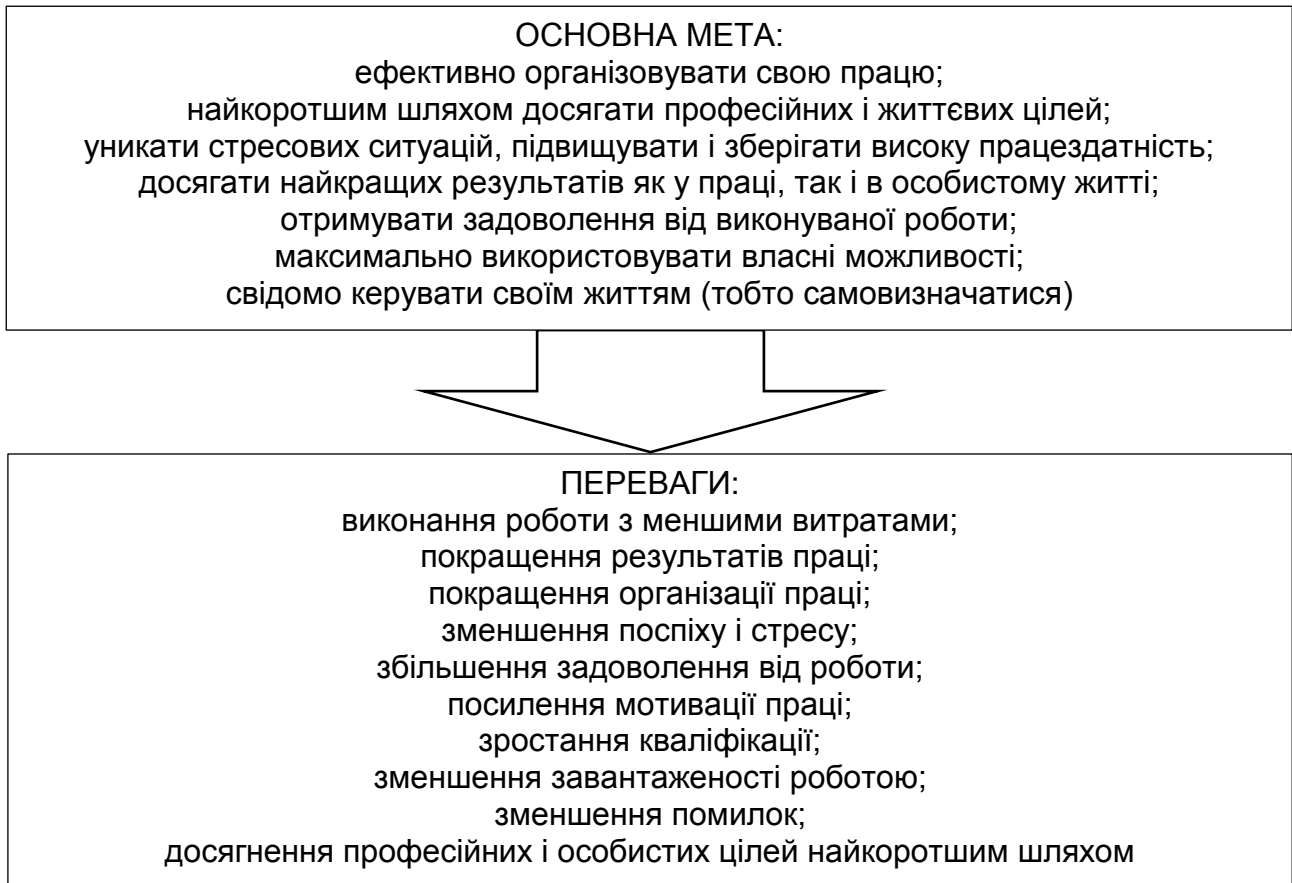 ОСНОВНА МЕТА:
ефективно організовувати свою працю;
найкоротшим шляхом досягати професійних і життєвих цілей;
уникати стресових ситуацій, підвищувати і зберігати високу працездатність;
досягати найкращих результатів як у праці, так і в особистому житті;
отримувати задоволення від виконуваної роботи;
максимально використовувати власні можливості;
свідомо керувати своїм життям (тобто самовизначатися)
ПЕРЕВАГИ:
виконання роботи з меншими витратами;
покращення результатів праці;
покращення організації праці;
зменшення поспіху і стресу;
збільшення задоволення від роботи;
посилення мотивації праці;
зростання кваліфікації;
зменшення завантаженості роботою;
зменшення помилок;
досягнення професійних і особистих цілей найкоротшим шляхом